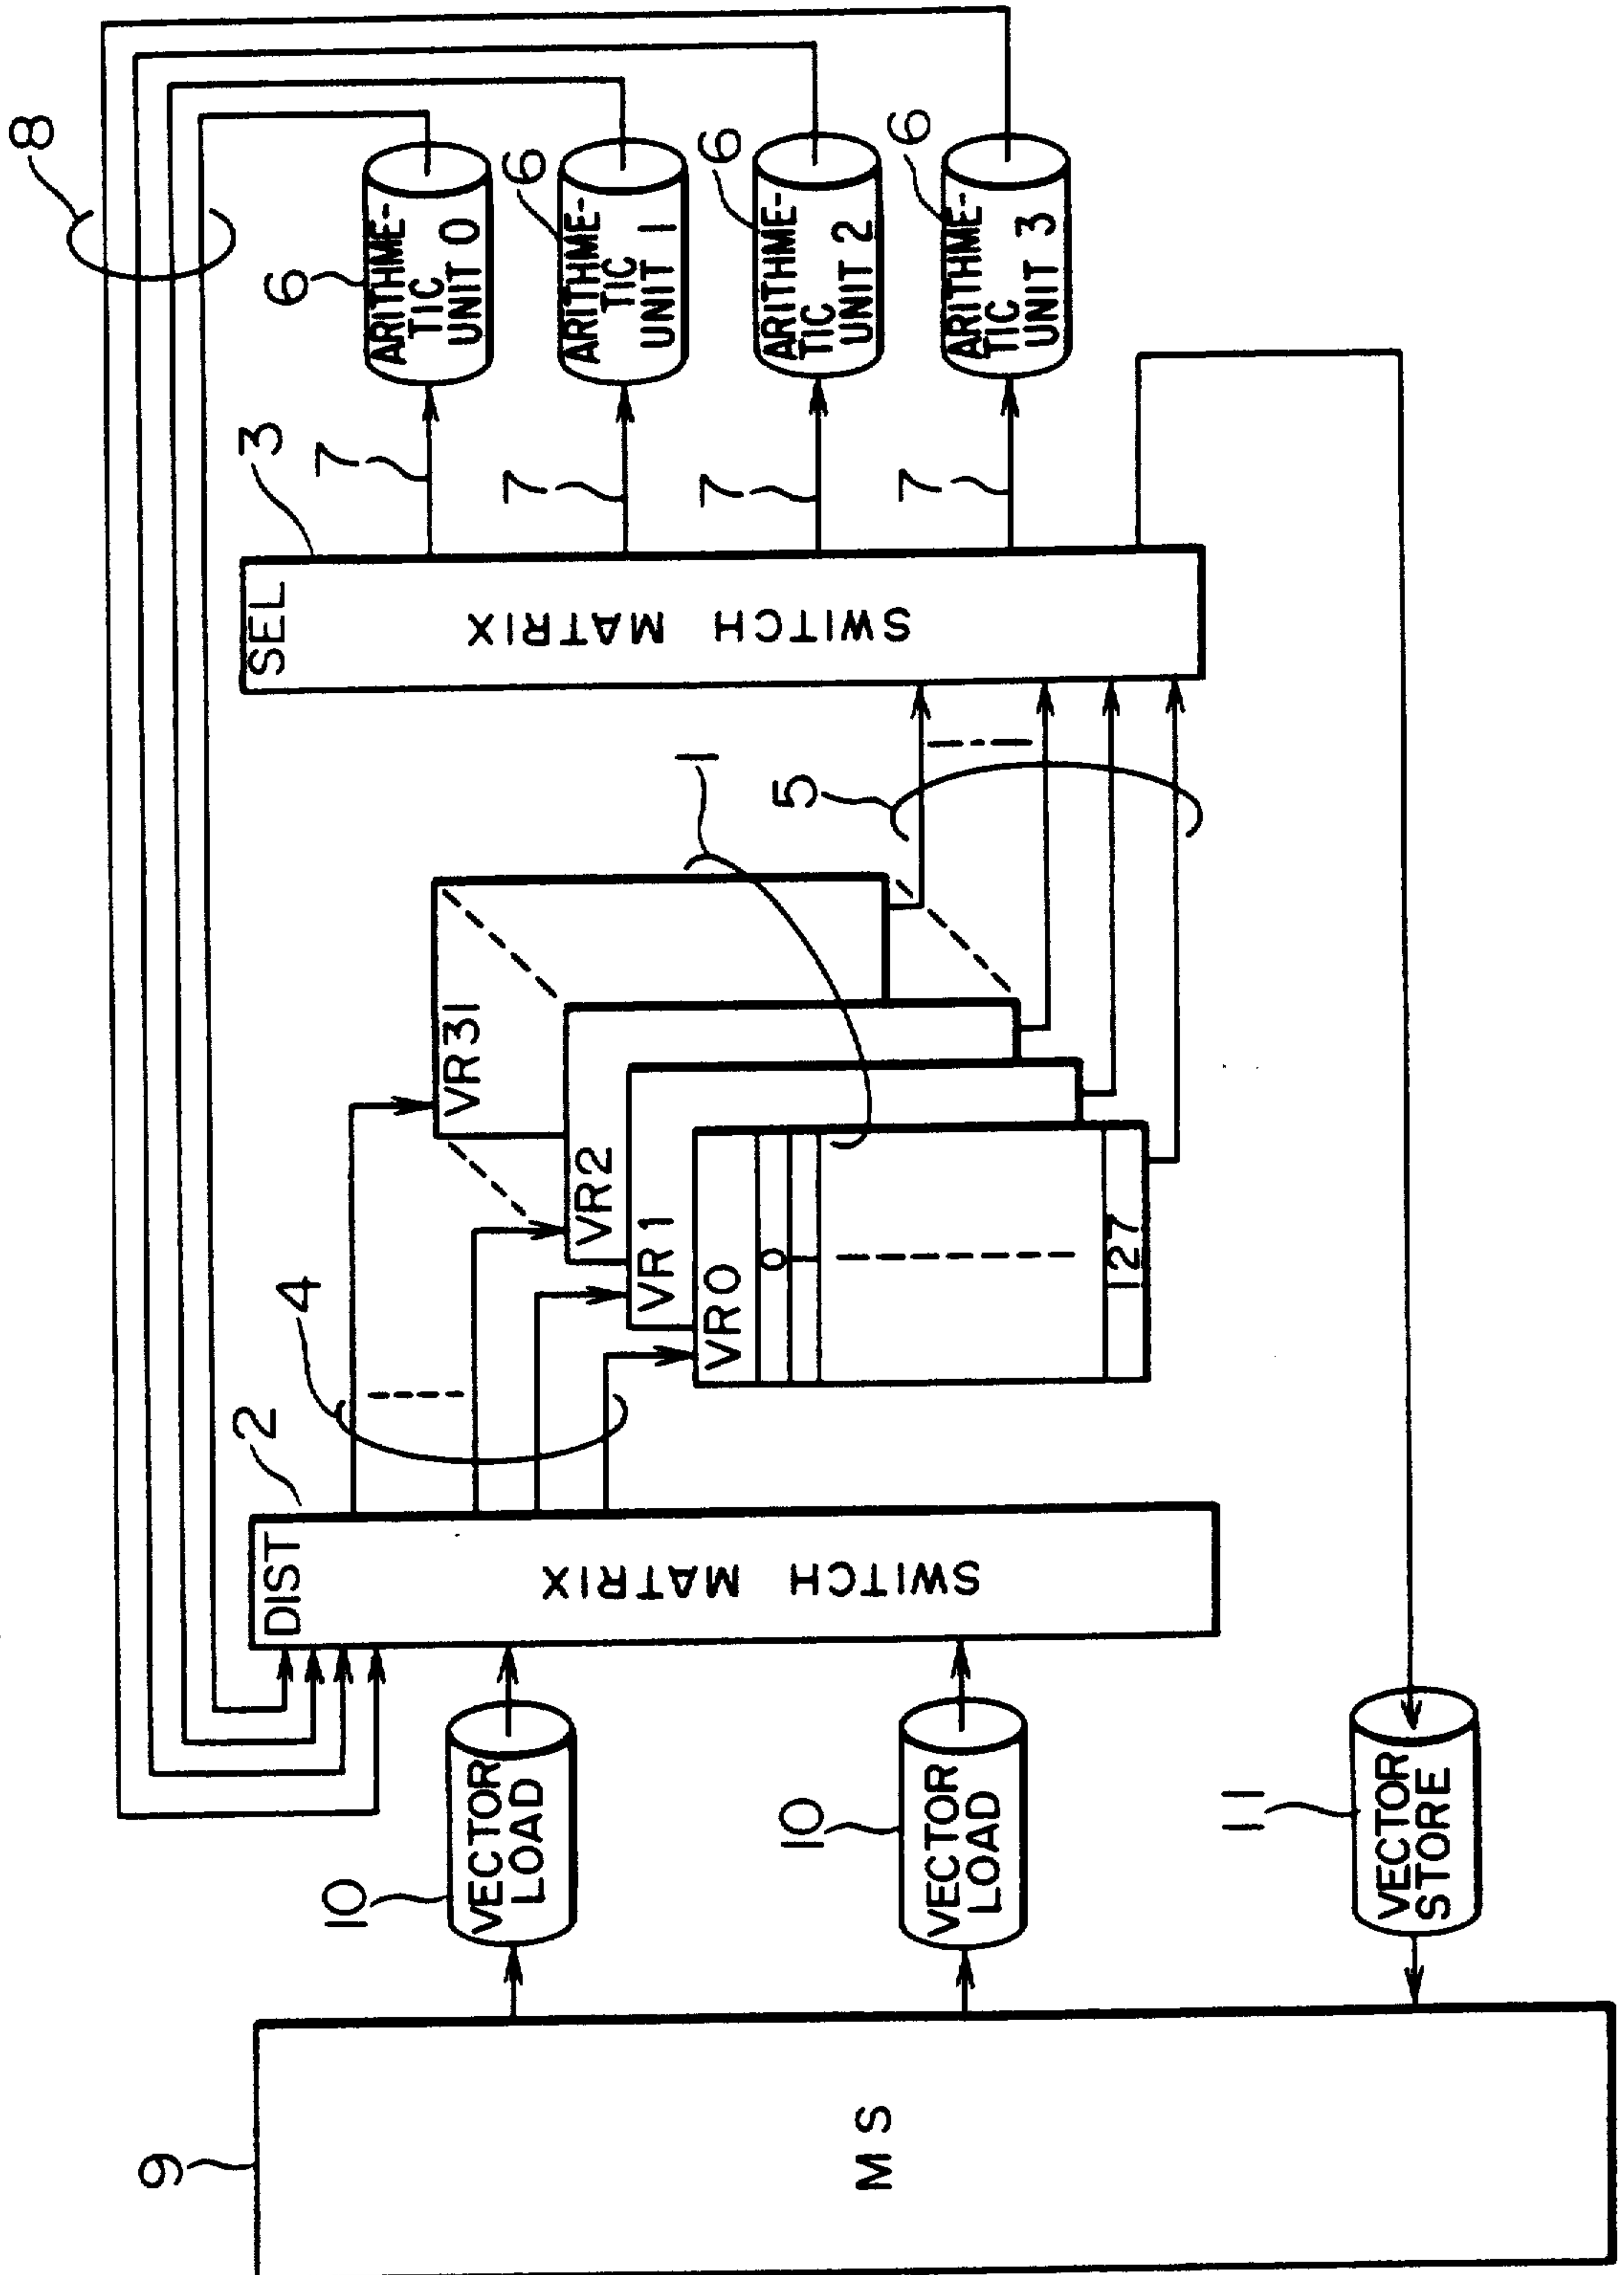 8
6
ARITHME-
TIC
UNIT 0
6
ARITHME-
TIC
UNIT 1
6
ARITHME-
TIC
UNIT 2
6
ARITHME-
TIC
UNIT 3
7
7
7
7
3
SEL
SWITCH MATRIX
1
5
VR31
VR2
VR1
VR0
0
1
127
4
2
DIST
SWITCH MATRIX
10
VECTOR
LOAD
10
VECTOR
LOAD
11
VECTOR
STORE
9
MS